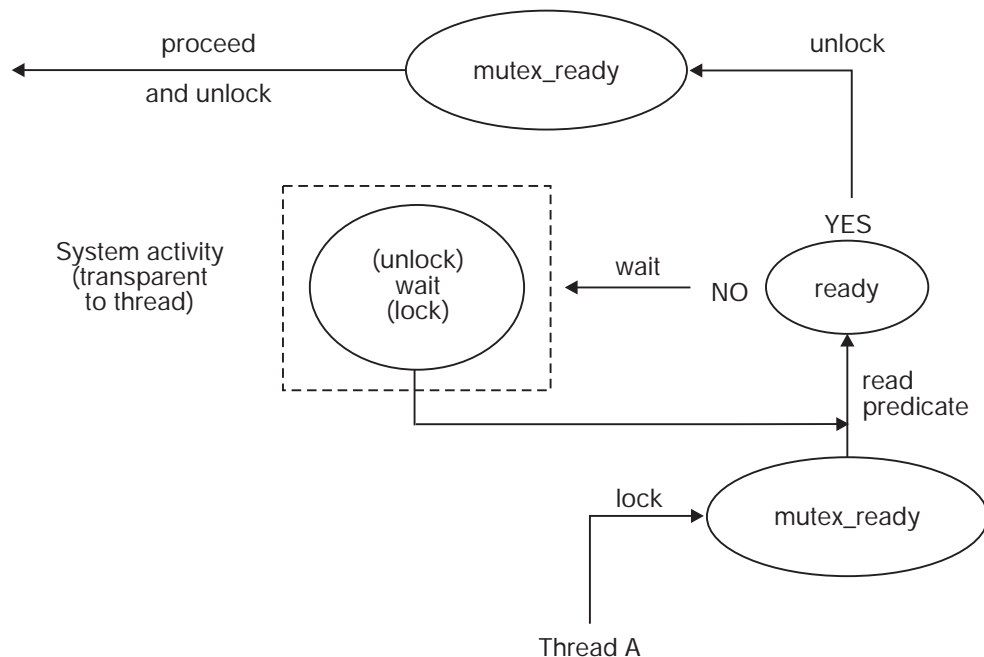 proceed
and unlock
mutex_ready
unlock
System activity
(transparent
to thread)
(unlock)
wait
(lock)
wait
NO
YES
ready
read
predicate
lock
mutex_ready
Thread A